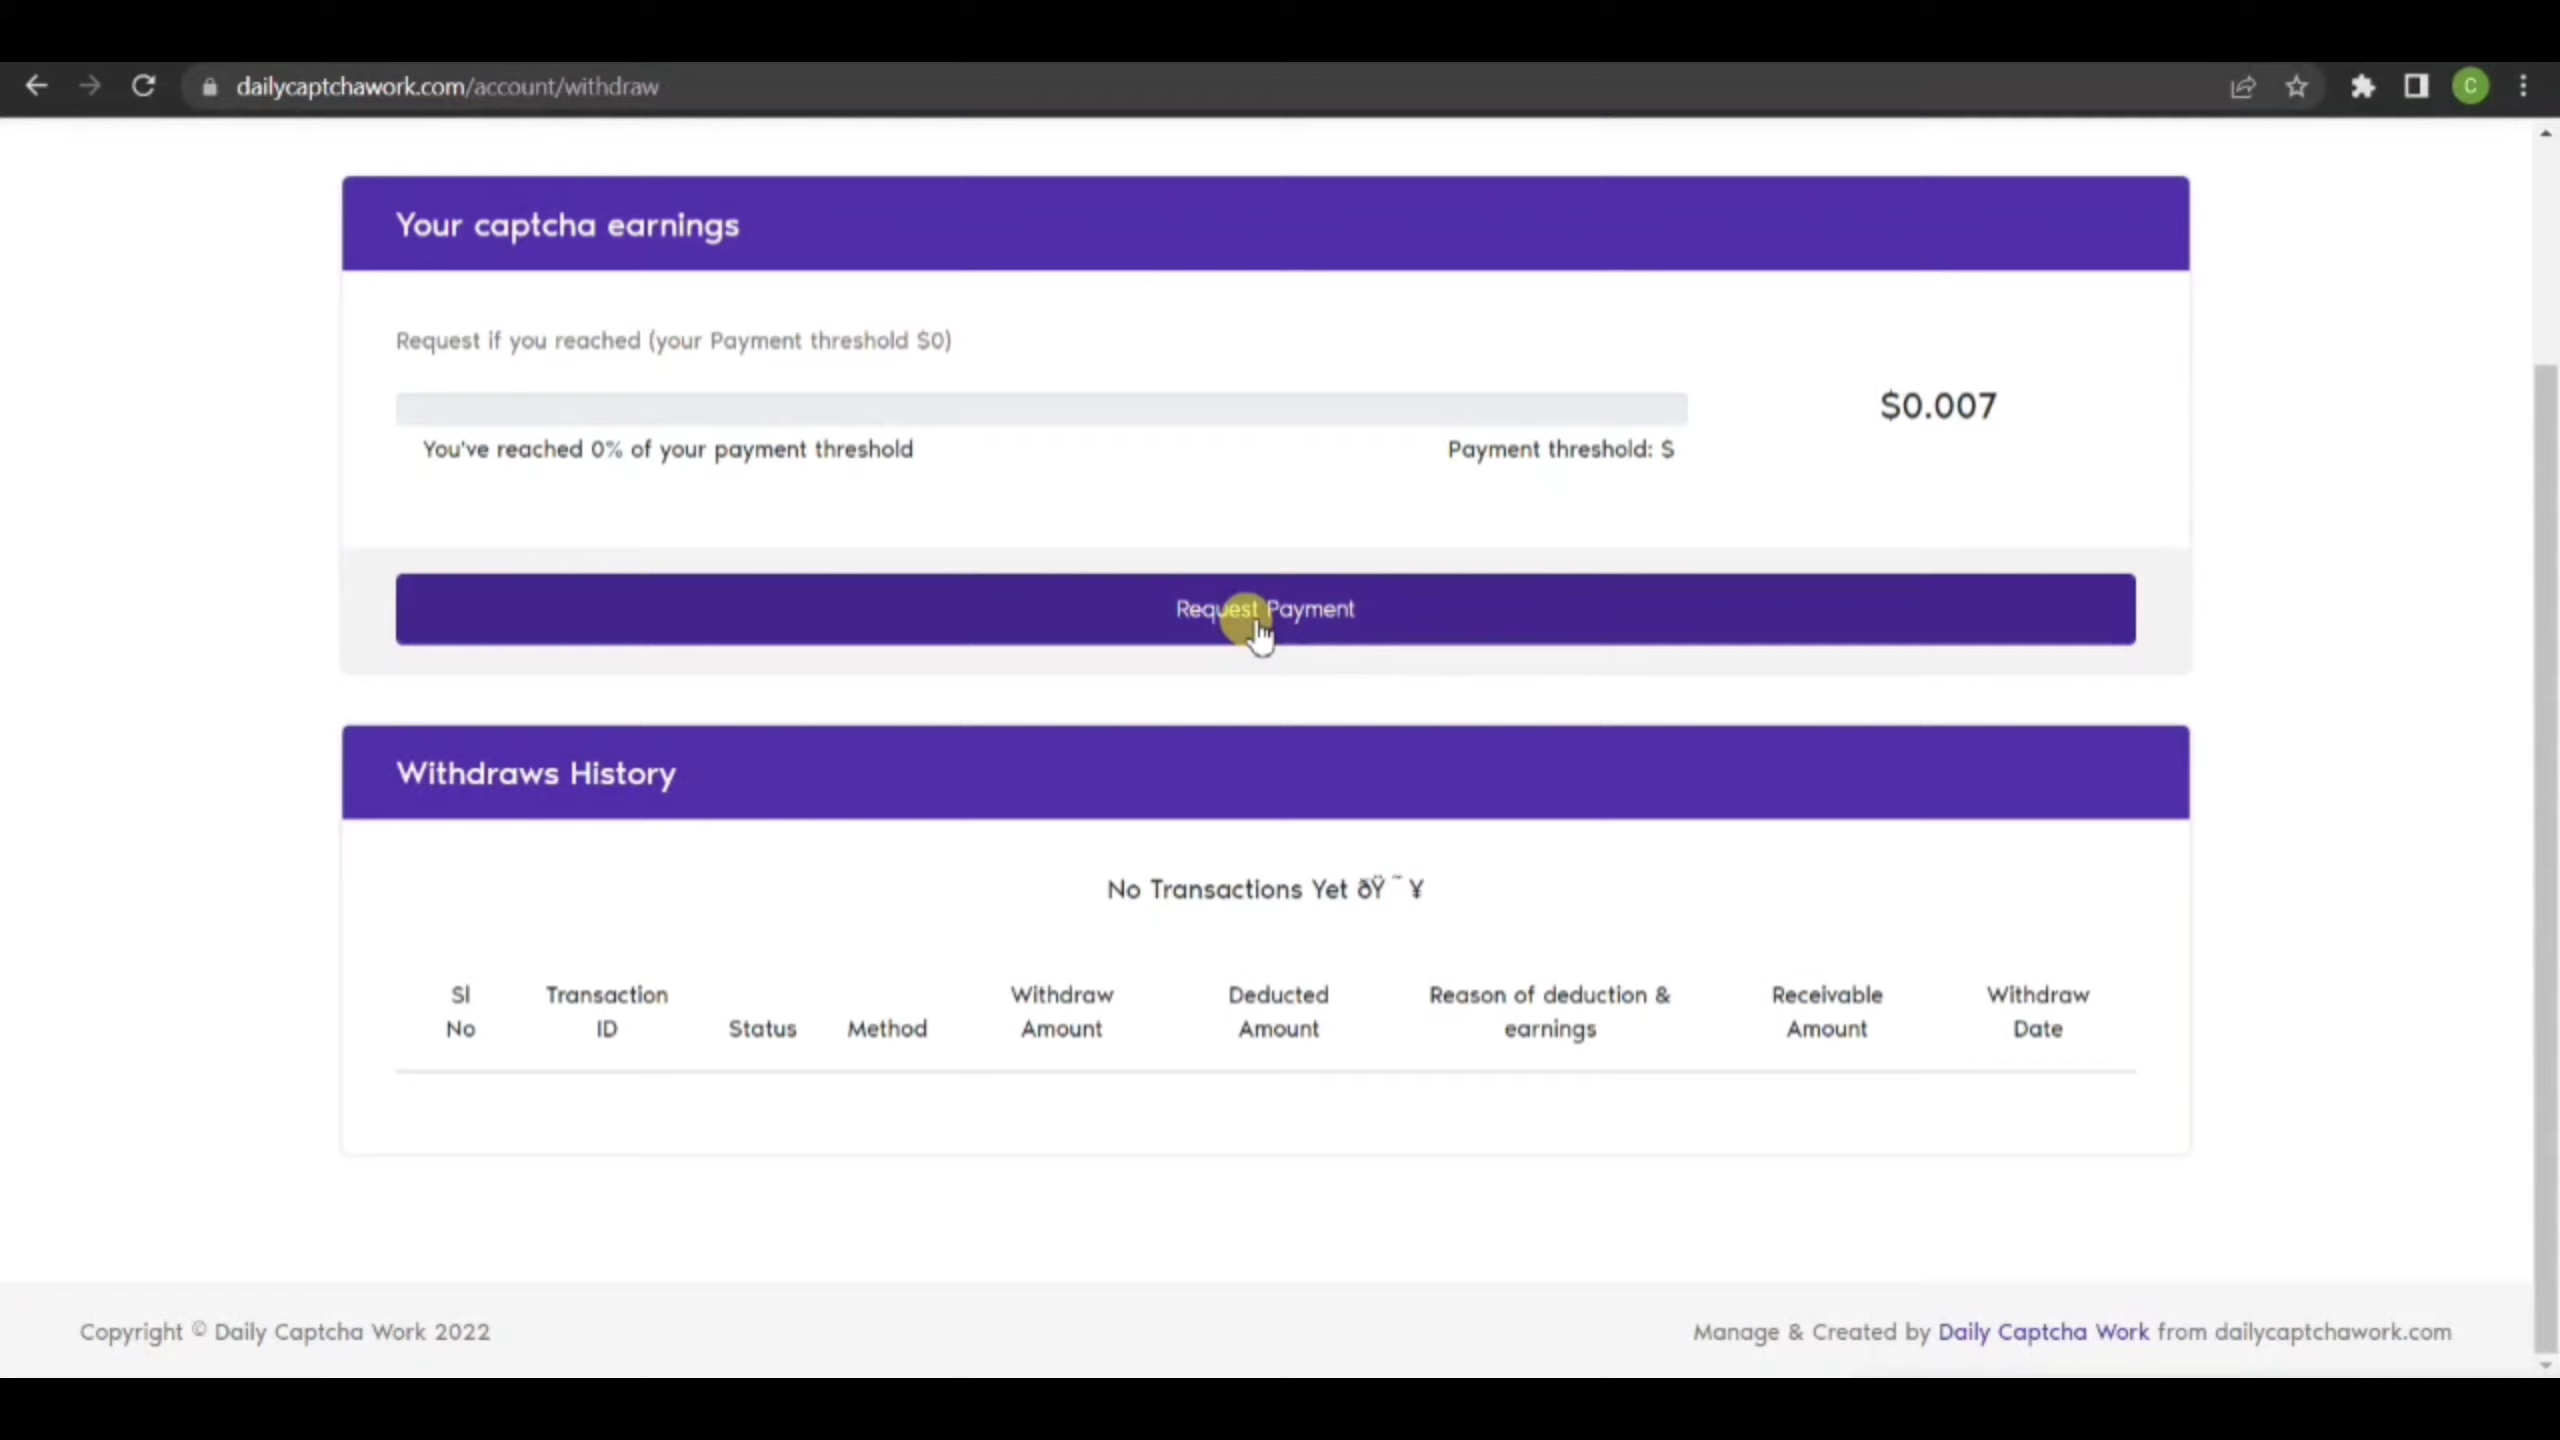 dailycaptchawork.com/account/withdraw
C
Your captcha earnings
Request if you reached (your Payment threshold $0)
$0.007
You've reached 0% of your payment threshold
Payment threshold: $
Request Payment
Withdraws History
No Transactions Yet ðŸ˜¥
Sl No
Transaction ID
Status
Method
Withdraw Amount
Deducted Amount
Reason of deduction & earnings
Receivable Amount
Withdraw Date
Copyright © Daily Captcha Work 2022
Manage & Created by Daily Captcha Work from dailycaptchawork.com